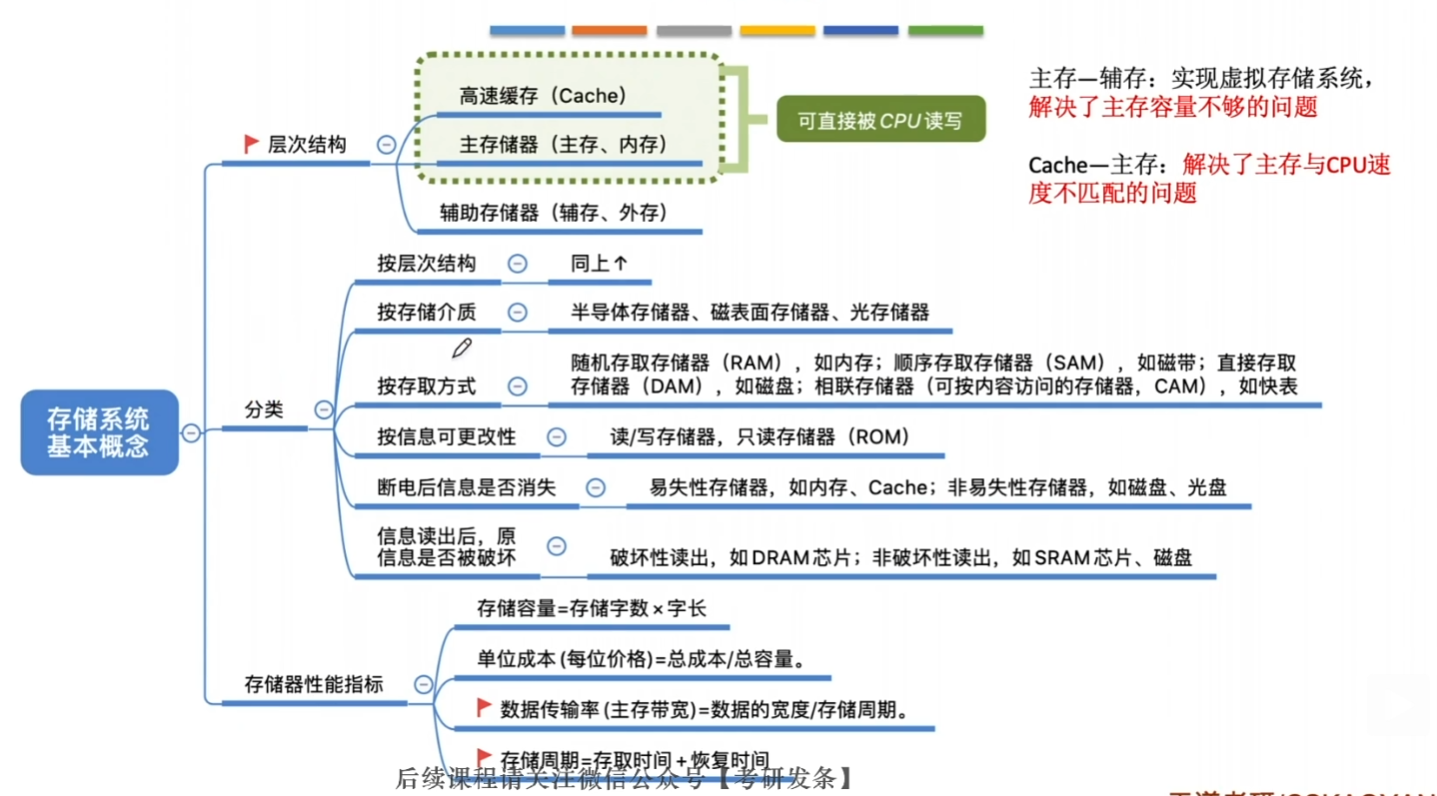 高速缓存（Cache）
主存储器（主存、内存）
辅助存储器（辅存、外存）
可直接被CPU读写
层次结构
主存—辅存：实现虚拟存储系统，
解决了主存容量不够的问题
Cache—主存：解决了主存与CPU速
度不匹配的问题
存储系统
基本概念
分类
按层次结构
同上↑
按存储介质
半导体存储器、磁表面存储器、光存储器
按存取方式
随机存取存储器（RAM），如内存；顺序存取存储器（SAM），如磁带；直接存取
存储器（DAM），如磁盘；相联存储器（可按内容访问的存储器，CAM），如快表
按信息可更改性
读/写存储器，只读存储器（ROM）
断电后信息是否消失
易失性存储器，如内存、Cache；非易失性存储器，如磁盘、光盘
信息读出后，原
信息是否被破坏
破坏性读出，如DRAM芯片；非破坏性读出，如SRAM芯片、磁盘
存储器性能指标
存储容量=存储字数×字长
单位成本(每位价格)=总成本/总容量。
数据传输率(主存带宽)=数据的宽度/存储周期。
存储周期=存取时间+恢复时间
后续课程请关注微信公众号【考研发条】